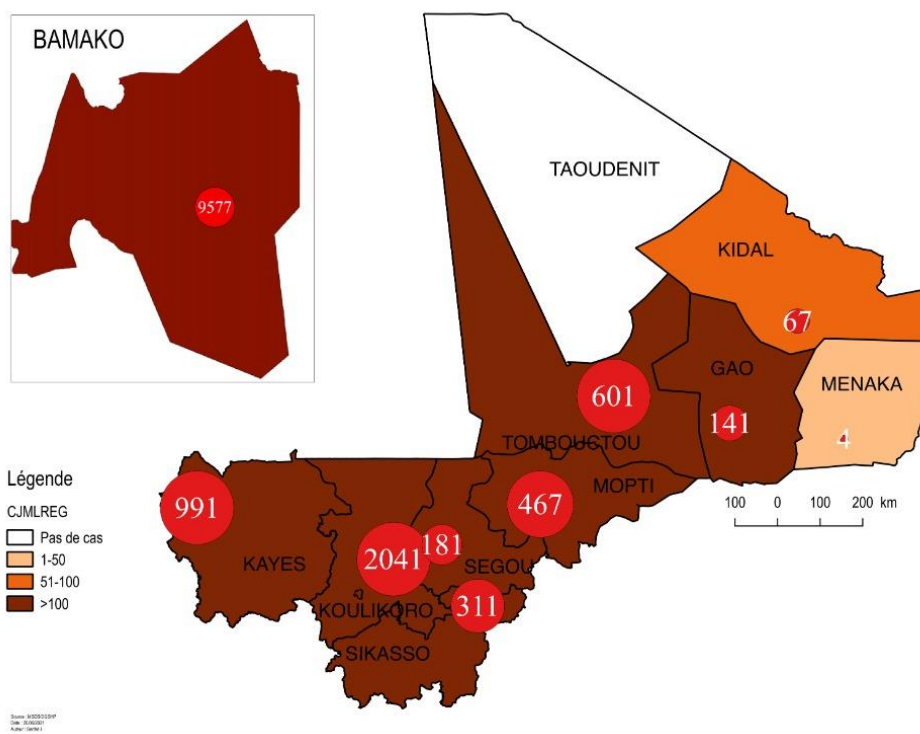 BAMAKO
9577
TAOUDENIT
KIDAL
67
GAO
MENAKA
601
141
4
TOMBOUCTOU
MOPTI
467
991
KAYES
2041
181
SEGOU
KOULIKORO
311
SIKASSO
Légende
CJMLREG
Pas de cas
1-50
51-100
>100
100 0 100 200 km